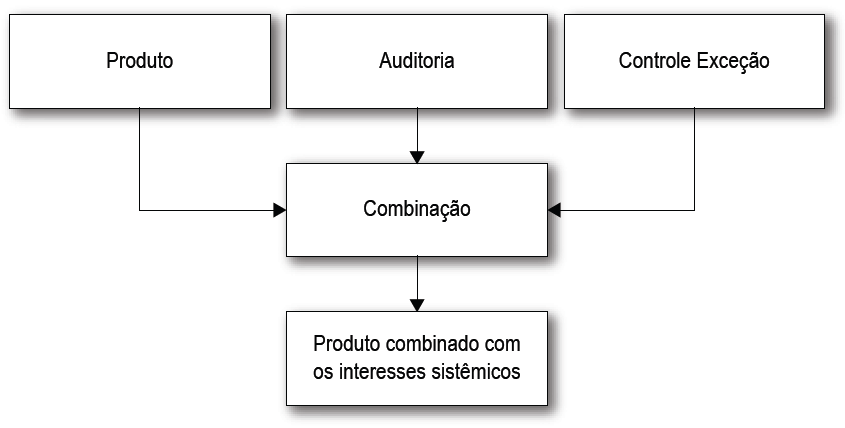 Produto
Auditoria
Controle Exceção
Combinação
Produto combinado com
os interesses sistêmicos